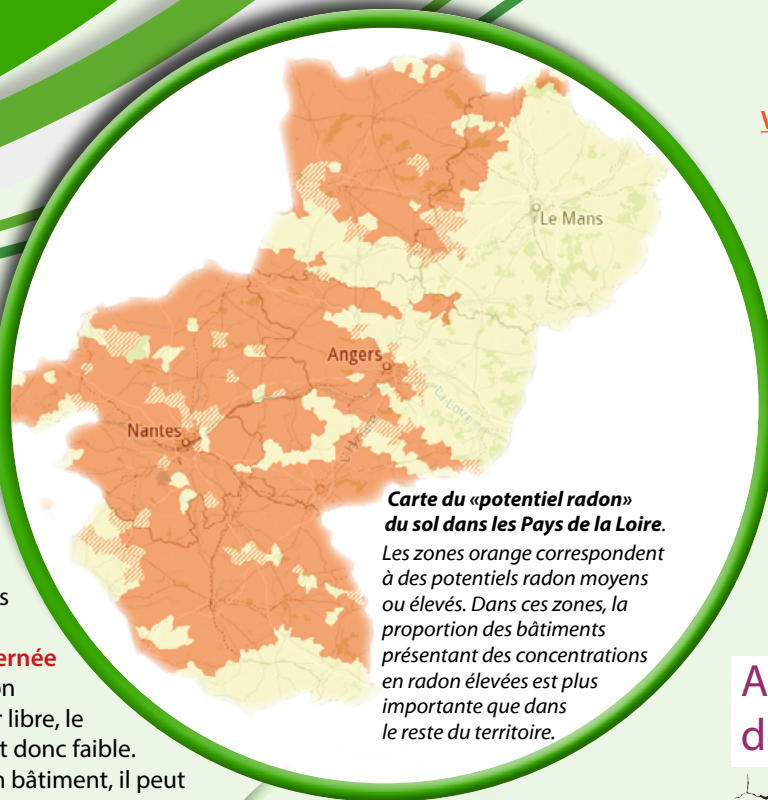 Le Mans
Angers
La Loire
Nantes
Carte du «potentiel radon»
du sol dans les Pays de la Loire.
Les zones orange correspondent
à des potentiels radon moyens
ou élevés. Dans ces zones, la
proportion des bâtiments
présentant des concentrations
en radon élevées est plus
importante que dans
le reste du territoire.
s
ernée
on
r libre, le
t donc faible.
n bâtiment, il peut
A
d